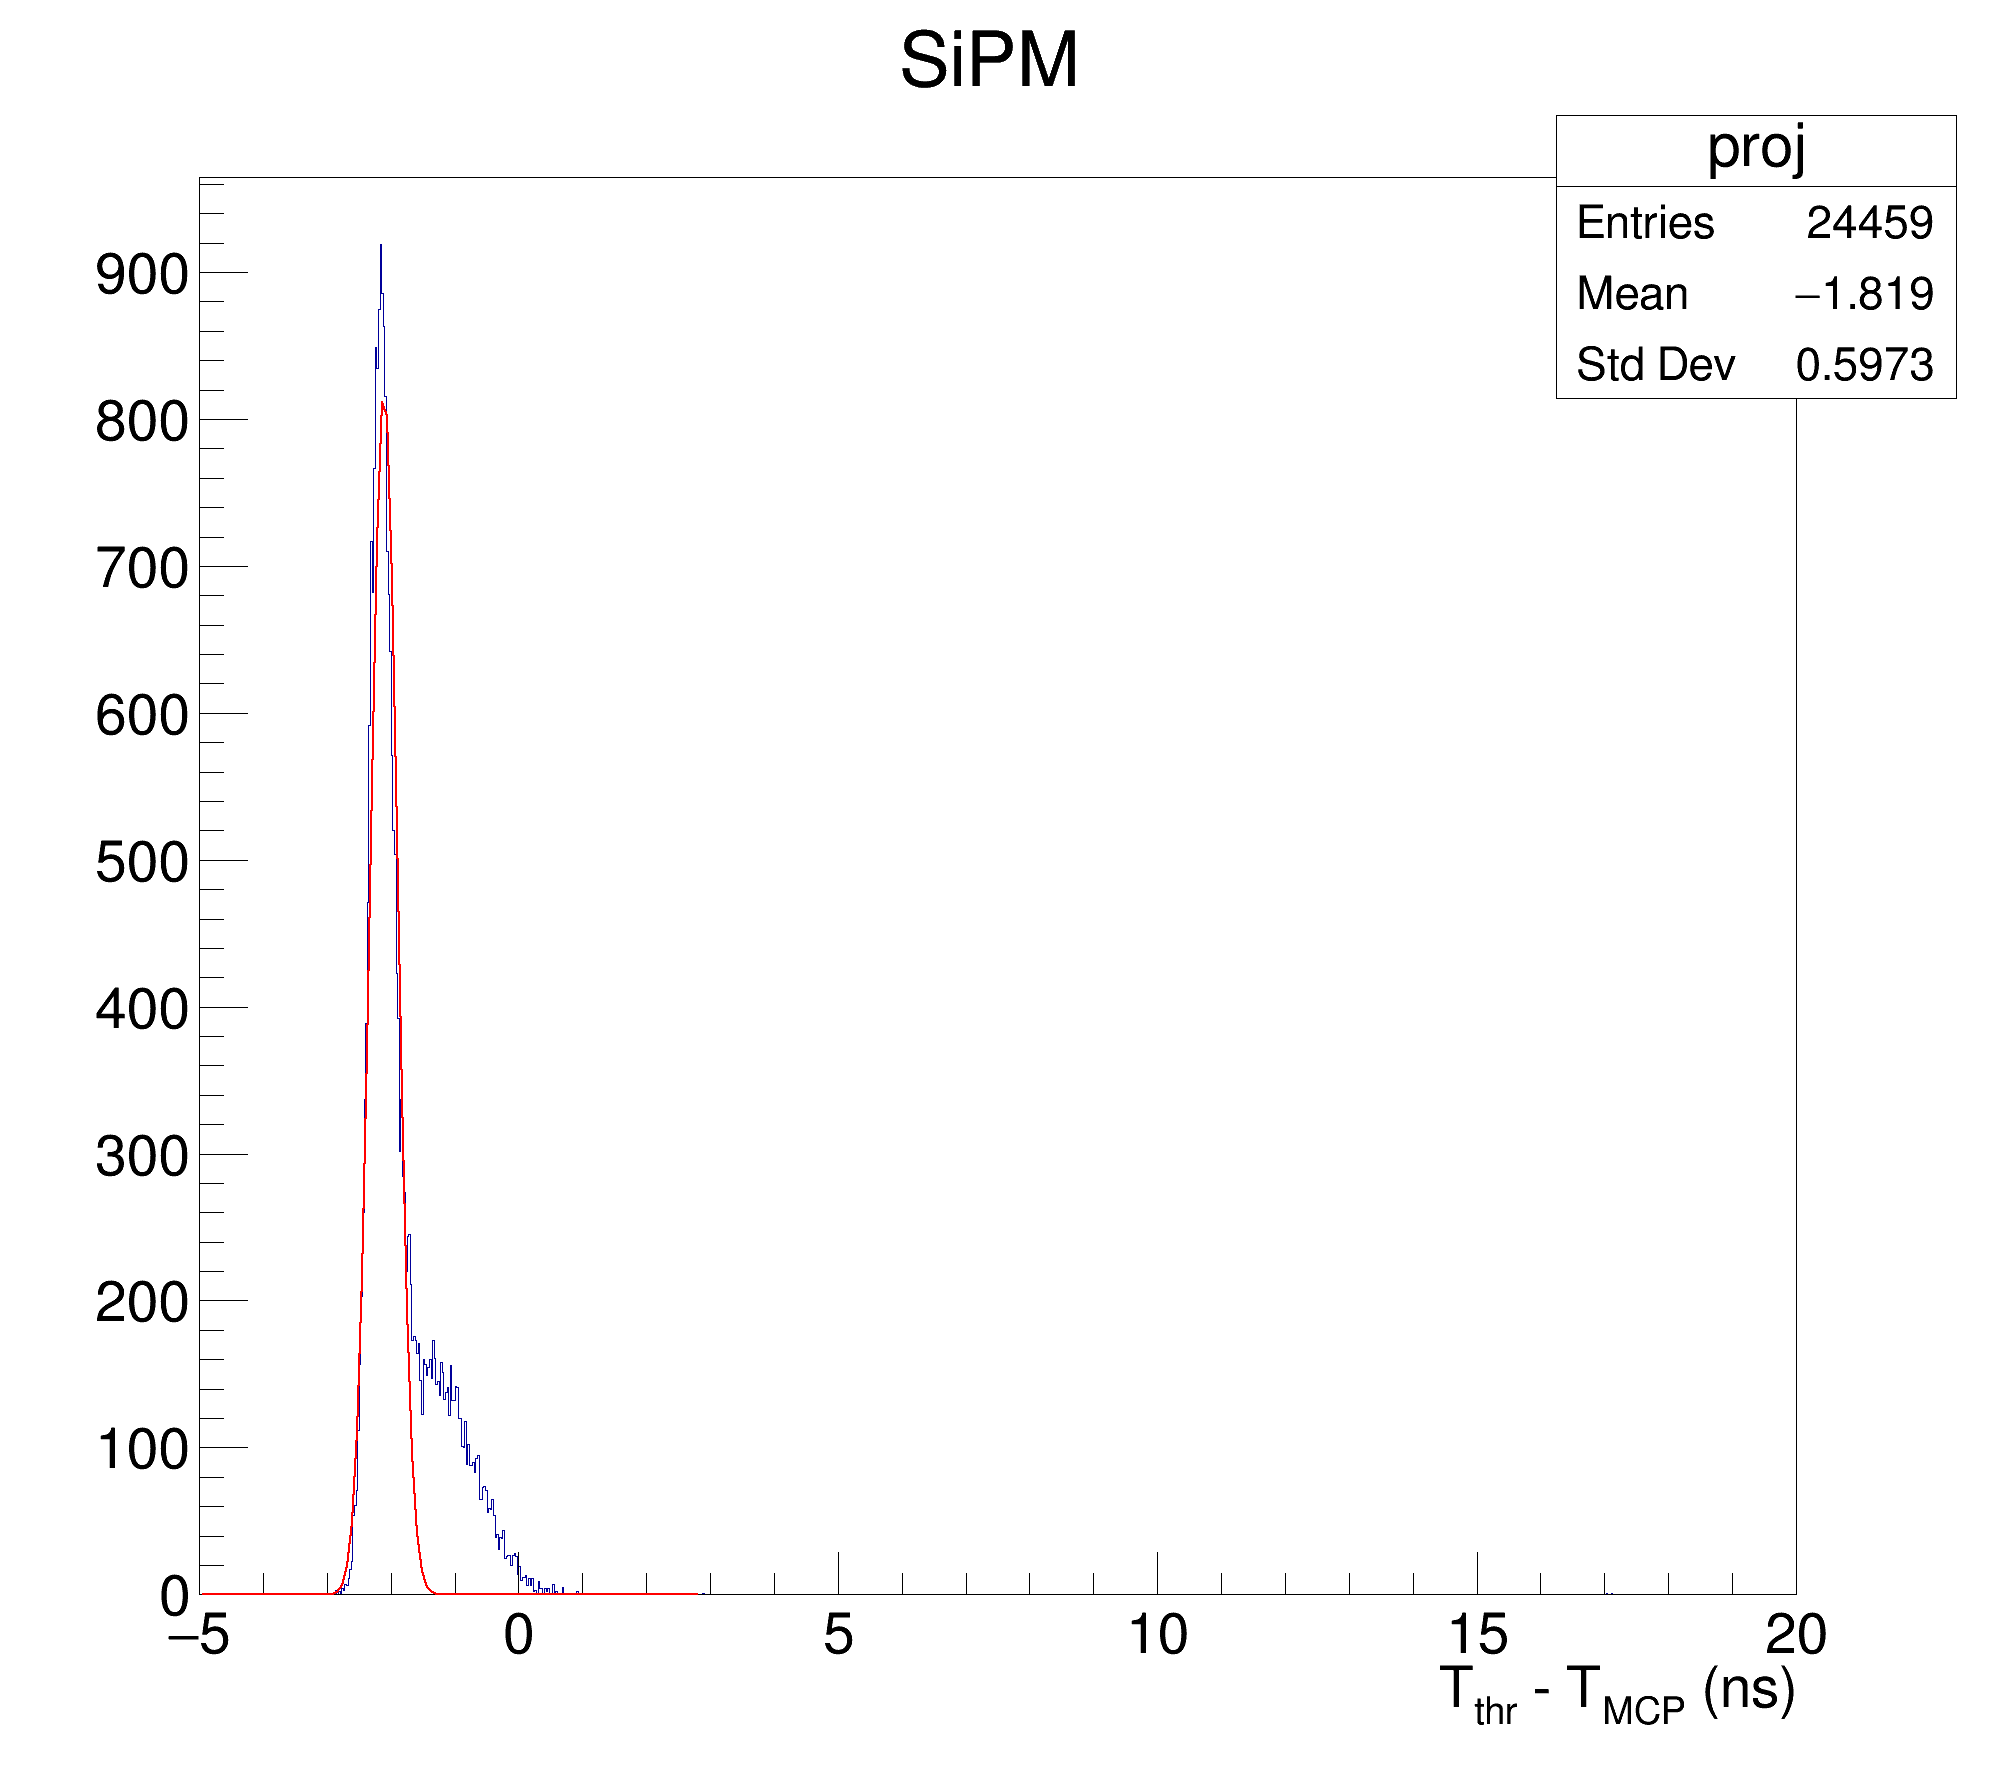 SiPM
proj
Entries 24459
Mean −1.819
Std Dev 0.5973
900
800
700
600
500
400
300
200
100
0
−5 0 5 10 15 20
T_thr - T_MCP (ns)